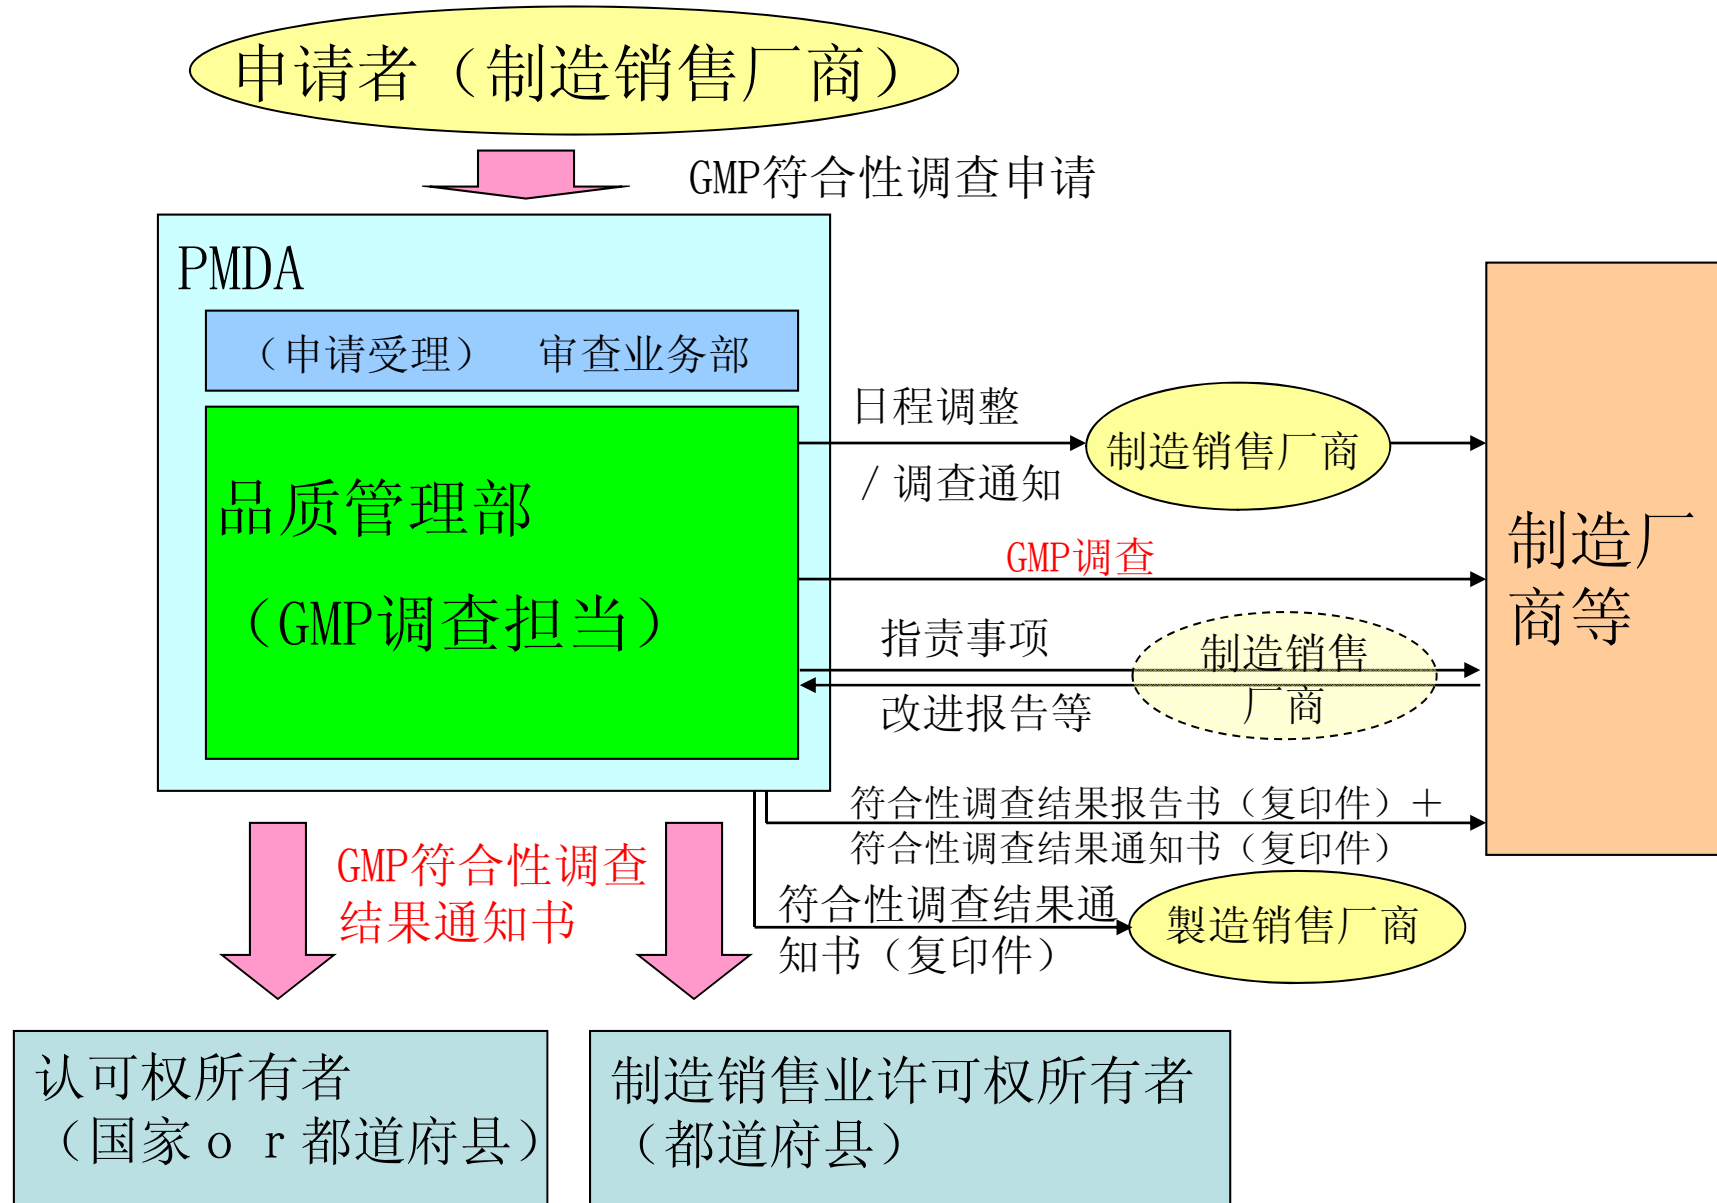 申请者（制造销售厂商）
GMP符合性调查申请
PMDA
（申请受理）　审查业务部
品质管理部
（GMP调查担当）
日程调整
／调查通知
制造销售厂商
GMP调查
制造厂
商等
指责事项
制造销售
厂商
改进报告等
符合性调查结果报告书（复印件）＋
符合性调查结果通知书（复印件）
GMP符合性调查
结果通知书
符合性调查结果通
知书（复印件）
製造销售厂商
认可权所有者
（国家ｏｒ都道府县）
制造销售业许可权所有者
（都道府县）